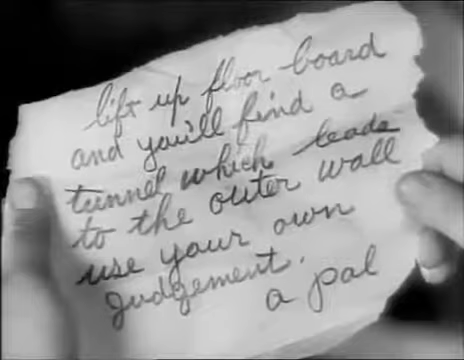 lift up floor board
and you'll find a
tunnel which leads
to the outer wall
use your own
judgement.
a pal